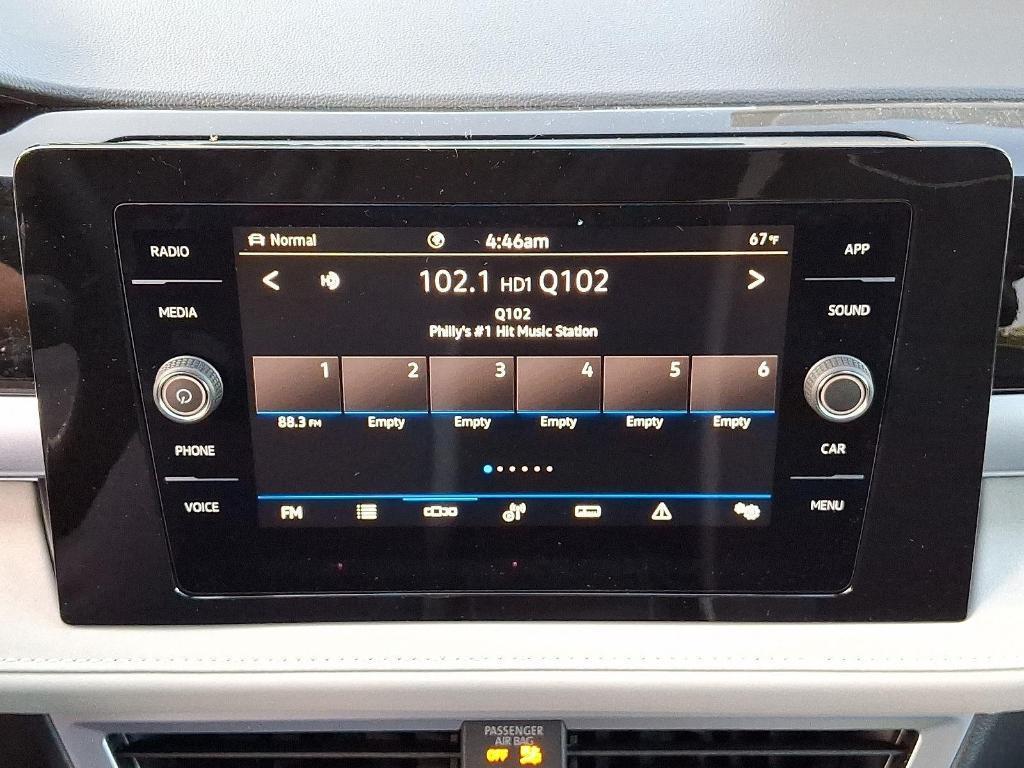 RADIO
MEDIA
PHONE
VOICE
Normal 4:46am 67°F
HD 102.1 HD1 Q102
Q102
Philly's #1 Hit Music Station
1 2 3 4 5 6
88.3 FM Empty Empty Empty Empty Empty
FM
APP
SOUND
CAR
MENU
PASSENGER
AIR BAG
OFF